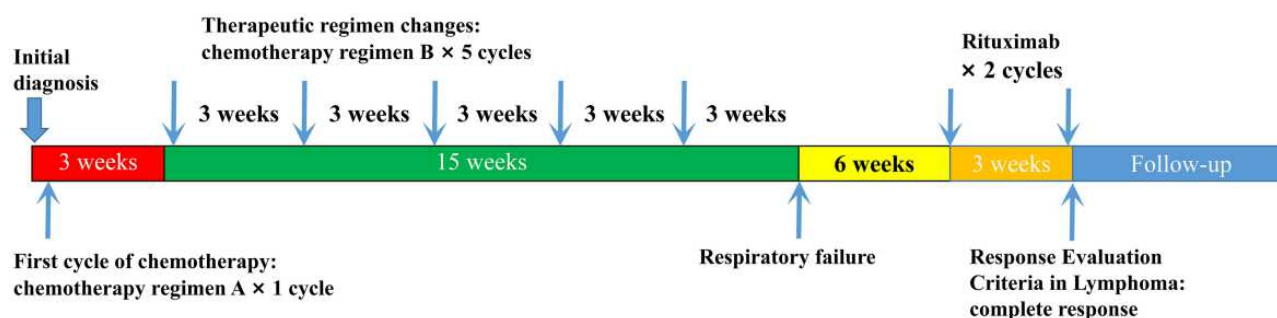 Therapeutic regimen changes:
chemotherapy regimen B × 5 cycles
Initial
diagnosis
Rituximab
× 2 cycles
3 weeks
3 weeks
3 weeks
3 weeks
3 weeks
3 weeks
15 weeks
6 weeks
3 weeks
Follow-up
First cycle of chemotherapy:
chemotherapy regimen A × 1 cycle
Respiratory failure
Response Evaluation
Criteria in Lymphoma:
complete response